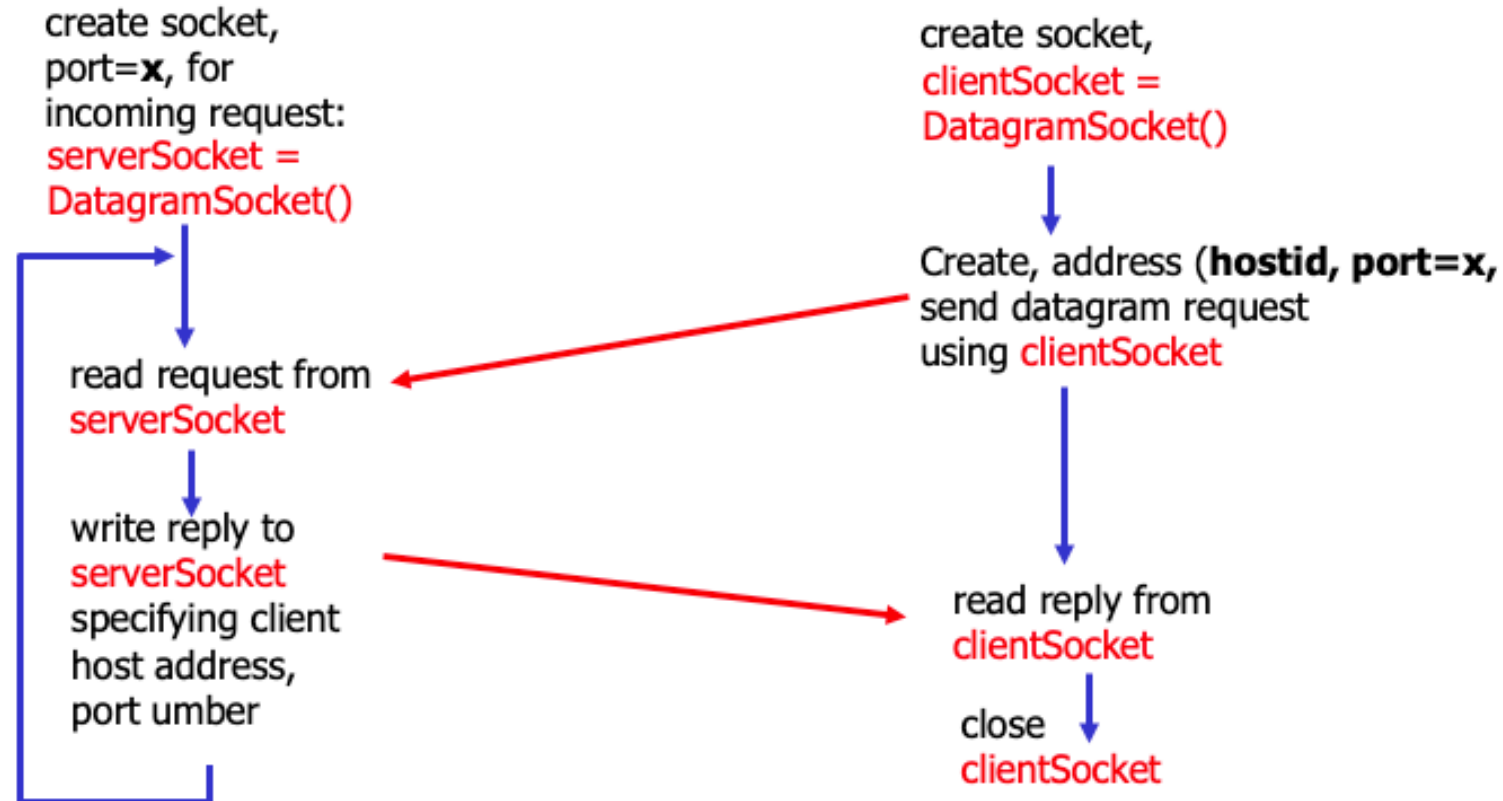 create socket,
port=x, for
incoming request:
serverSocket =
DatagramSocket()
read request from
serverSocket
write reply to
serverSocket
specifying client
host address,
port umber
create socket,
clientSocket =
DatagramSocket()
Create, address (hostid, port=x,
send datagram request
using clientSocket
read reply from
clientSocket
close
clientSocket